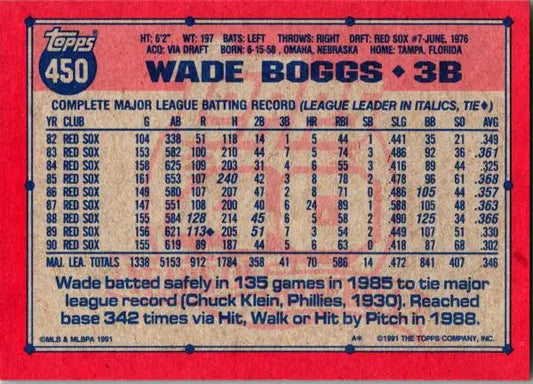 topps
450
HT: 6'2" WT: 197 BATS: LEFT THROWS: RIGHT DRFT: RED SOX #7-JUNE, 1976
ACQ: VIA DRAFT BORN: 6-15-58, OMAHA, NEBRASKA HOME: TAMPA, FLORIDA
WADE BOGGS ♦ 3B
COMPLETE MAJOR LEAGUE BATTING RECORD (LEAGUE LEADER IN ITALICS, TIE♦)
YR CLUB G AB R H 2B 3B HR RBI SB SLG BB SO AVG
82 RED SOX 104 338 51 118 14 1 5 44 1 .441 35 21 .349
83 RED SOX 153 582 100 210 44 7 5 74 3 .486 92 36 .361
84 RED SOX 158 625 109 203 31 4 6 55 3 .416 89 44 .325
85 RED SOX 161 653 107 240 42 3 8 78 2 .478 96 61 .368
86 RED SOX 149 580 107 207 47 2 8 71 0 .486 105 44 .357
87 RED SOX 147 551 108 200 40 6 24 89 1 .588 105 48 .363
88 RED SOX 155 584 128 214 45 6 5 58 2 .490 125 34 .366
89 RED SOX 156 621 113♦ 205 51 7 3 54 2 .449 107 51 .330
90 RED SOX 155 619 89 187 44 5 6 63 0 .418 87 68 .302
MAJ. LEA. TOTALS 1338 5153 912 1784 358 41 70 586 14 .472 841 407 .346
Wade batted safely in 135 games in 1985 to tie major
league record (Chuck Klein, Phillies, 1930). Reached
base 342 times via Hit, Walk or Hit by Pitch in 1988.
©MLB & MLBPA 1991 A* ©1991 THE TOPPS COMPANY, INC.